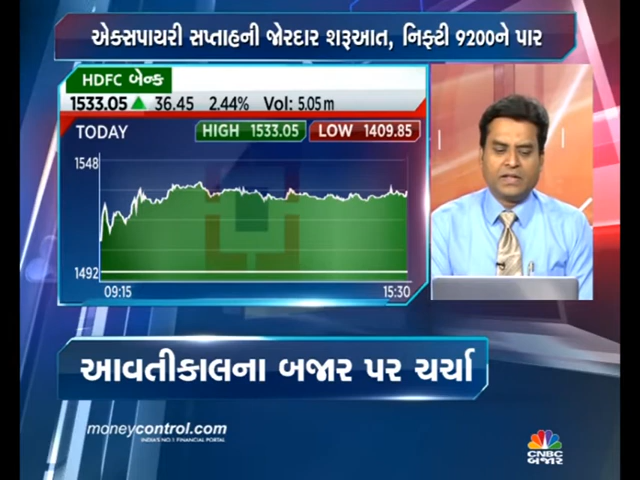 એક્સપાયરી સપ્તાહની જોરદાર શરૂઆત, નિફ્ટી 9200ને પાર
HDFC બેન્ક
1533.05 ▲ 36.45 2.44% Vol: 5.05 m
TODAY HIGH 1533.05 LOW 1409.85
1548
1492
09:15 15:30
આવતીકાલના બજાર પર ચર્ચા
moneycontrol.com
INDIA'S NO.1 FINANCIAL PORTAL
CNBC
બજાર